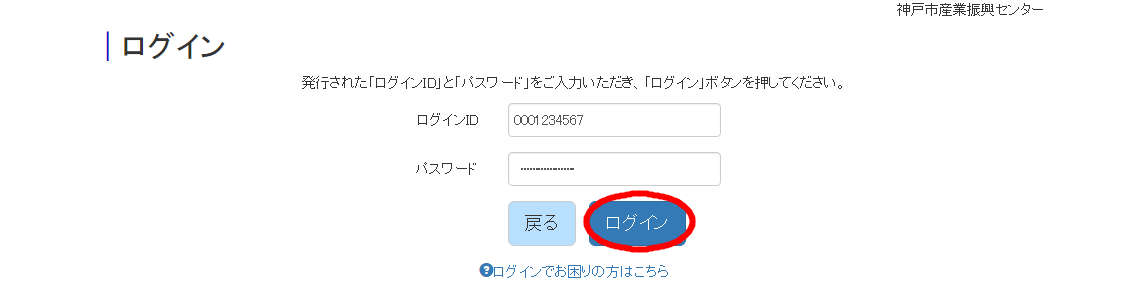 神戸市産業振興センター
ログイン
発行された「ログインID」と「パスワード」をご入力いただき、「ログイン」ボタンを押してください。
ログインID 0001234567
パスワード ••••••••••••••••••
戻る ログイン
?ログインでお困りの方はこちら